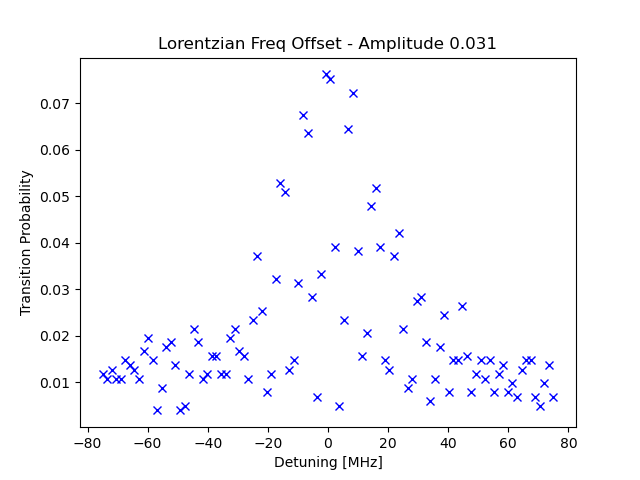 Lorentzian Freq Offset - Amplitude 0.031
Transition Probability
0.07
0.06
0.05
0.04
0.03
0.02
0.01
−80 −60 −40 −20 0 20 40 60 80
Detuning [MHz]